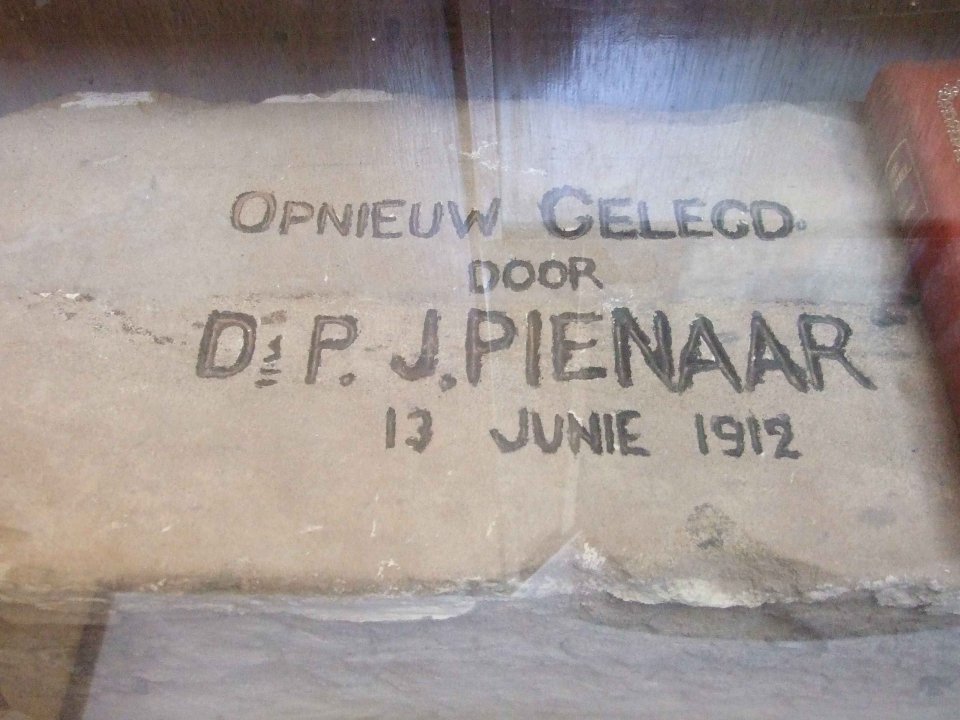 OPNIEUW GELEGD.
DOOR
Ds P. J. PIENAAR
13 JUNIE 1912